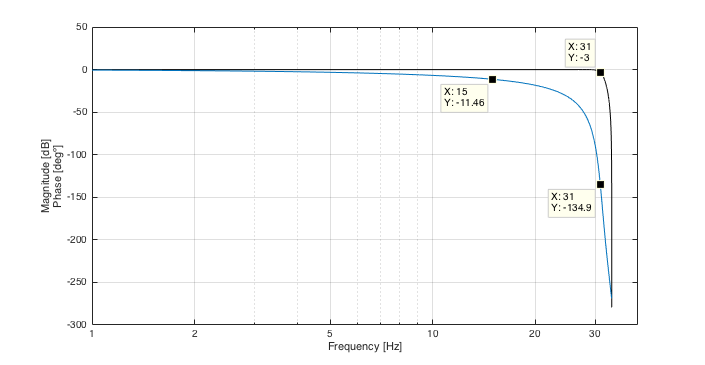 50
0
-50
-100
-150
-200
-250
-300
Magnitude [dB]
Phase [degº]
X: 31
Y: -3
X: 15
Y: -11.46
X: 31
Y: -134.9
1
2
5
10
20
30
Frequency [Hz]